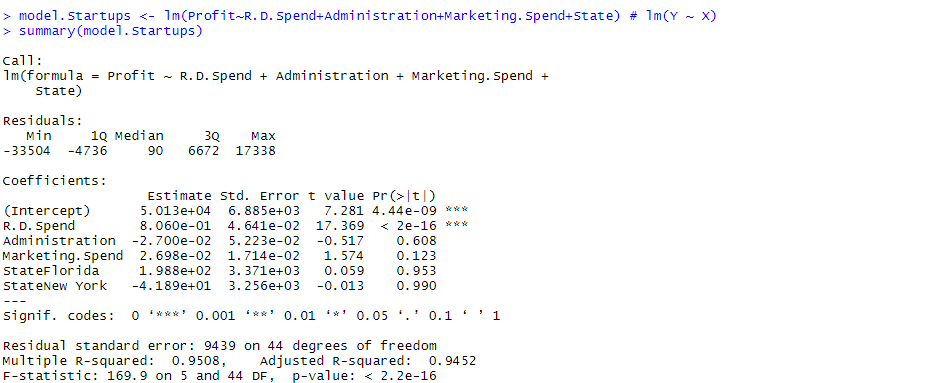 > model.Startups <- lm(Profit~R.D.Spend+Administration+Marketing.Spend+State) # lm(Y ~ X)
> summary(model.Startups)
Call:
lm(formula = Profit ~ R.D.Spend + Administration + Marketing.Spend +
    State)
Residuals:
   Min     1Q Median     3Q    Max
-33504  -4736     90   6672  17338
Coefficients:
                  Estimate Std. Error t value Pr(>|t|)
(Intercept)      5.013e+04  6.885e+03   7.281 4.44e-09 ***
R.D.Spend        8.060e-01  4.641e-02  17.369  < 2e-16 ***
Administration  -2.700e-02  5.223e-02  -0.517    0.608
Marketing.Spend  2.698e-02  1.714e-02   1.574    0.123
StateFlorida     1.988e+02  3.371e+03   0.059    0.953
StateNew York   -4.189e+01  3.256e+03  -0.013    0.990
---
Signif. codes:  0 ‘***’ 0.001 ‘**’ 0.01 ‘*’ 0.05 ‘.’ 0.1 ‘ ’ 1
Residual standard error: 9439 on 44 degrees of freedom
Multiple R-squared:  0.9508,    Adjusted R-squared:  0.9452
F-statistic: 169.9 on 5 and 44 DF,  p-value: < 2.2e-16